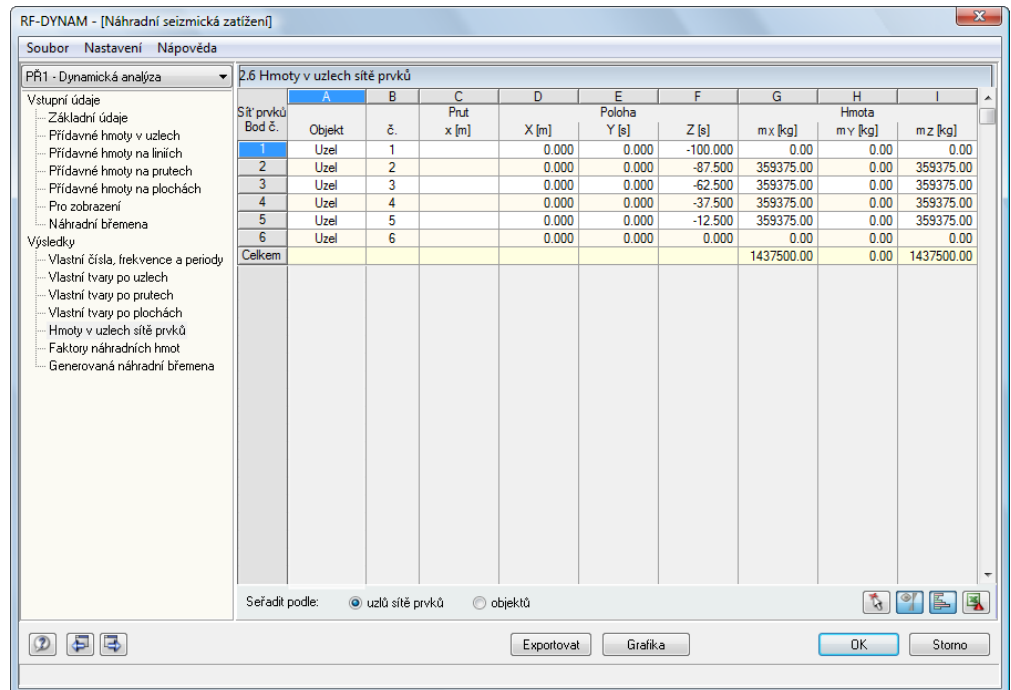 RF-DYNAM - [Náhradní seizmická zatížení]
Soubor Nastavení Nápověda
PŘ1 - Dynamická analýza
Vstupní údaje
Základní údaje
Přídavné hmoty v uzlech
Přídavné hmoty na liniích
Přídavné hmoty na prutech
Přídavné hmoty na plochách
Pro zobrazení
Náhradní břemena
Výsledky
Vlastní čísla, frekvence a periody
Vlastní tvary po uzlech
Vlastní tvary po prutech
Vlastní tvary po plochách
Hmoty v uzlech sítě prvků
Faktory náhradních hmot
Generovaná náhradní břemena
2.6 Hmoty v uzlech sítě prvků
A B C D E F G H I
Síť prvků Prut Poloha Hmota
Bod č. Objekt č. x [m] X [m] Y [s] Z [s] mX [kg] mY [kg] mZ [kg]
1 Uzel 1 0.000 0.000 -100.000 0.00 0.00 0.00
2 Uzel 2 0.000 0.000 -87.500 359375.00 0.00 359375.00
3 Uzel 3 0.000 0.000 -62.500 359375.00 0.00 359375.00
4 Uzel 4 0.000 0.000 -37.500 359375.00 0.00 359375.00
5 Uzel 5 0.000 0.000 -12.500 359375.00 0.00 359375.00
6 Uzel 6 0.000 0.000 0.000 0.00 0.00 0.00
Celkem 1437500.00 0.00 1437500.00
Seřadit podle: uzlů sítě prvků objektů
Exportovat Grafika OK Storno